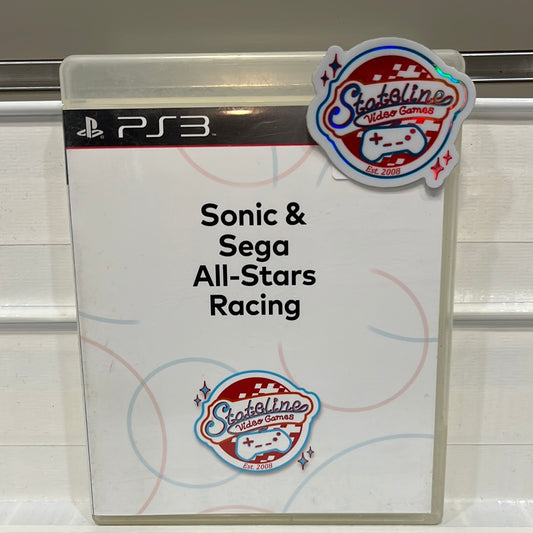 PS3
Stateline
Video Games
Est. 2008
Sonic &
Sega
All-Stars
Racing
Stateline
Video Games
Est. 2008